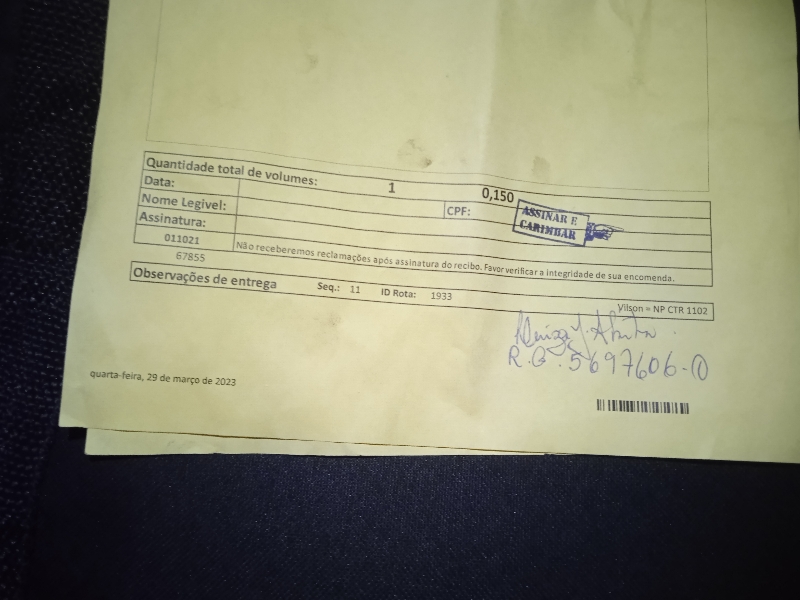 Quantidade total de volumes: 1 0,150
Data:
Nome Legivel: CPF:
ASSINAR E
CARIMBAR
Assinatura:
011021 Não receberemos reclamações após assinatura do recibo. Favor verificar a integridade de sua encomenda.
67855
Observações de entrega Seq.: 11 ID Rota: 1933 Vilson = NP CTR 1102
R.G. 5697606-0
quarta-feira, 29 de março de 2023